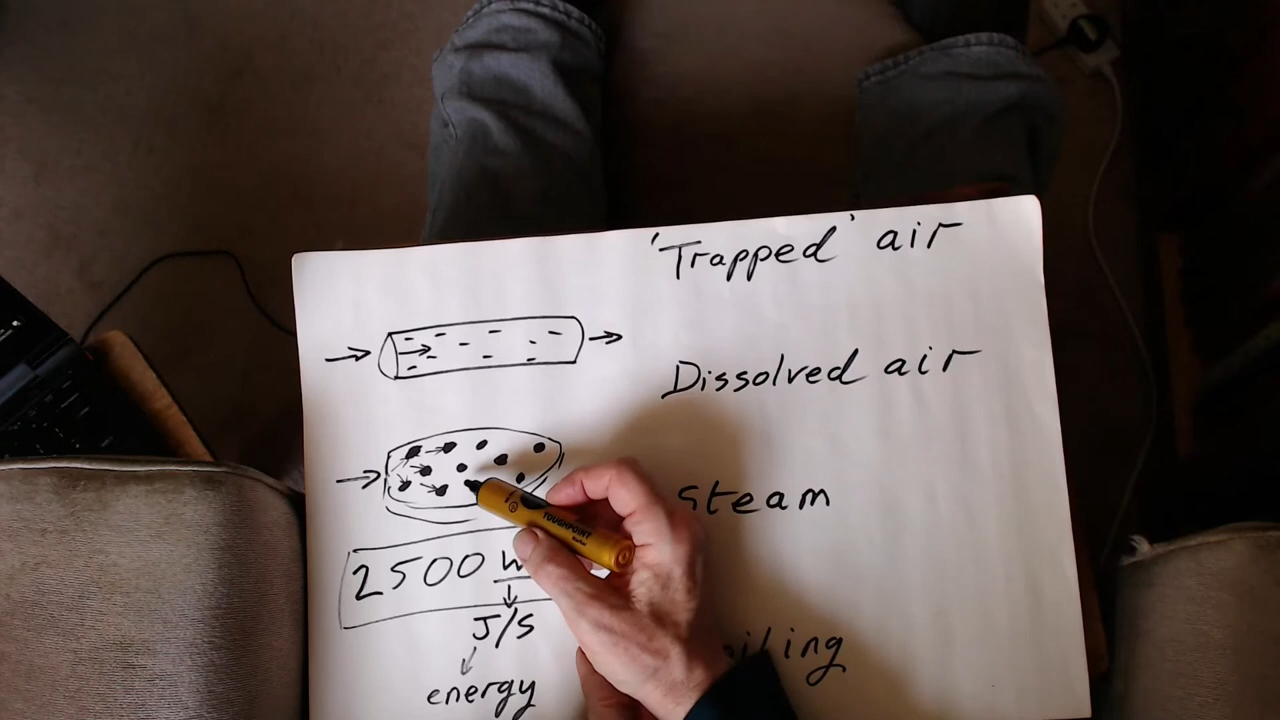 'Trapped' air
Dissolved air
Steam
2500
J/s
energy
TOUGHPOINT